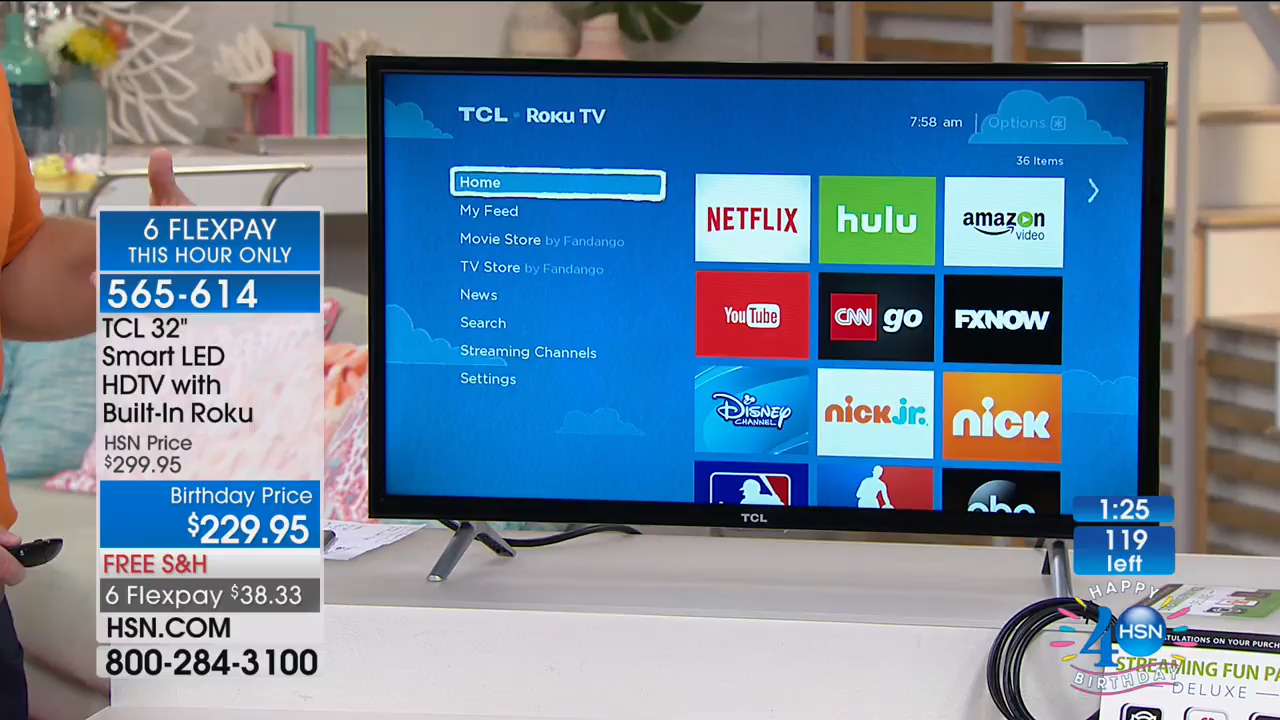 6 FLEXPAY
THIS HOUR ONLY
565-614
TCL 32"
Smart LED
HDTV with
Built-In Roku
HSN Price
$299.95
Birthday Price
$229.95
FREE S&H
6 Flexpay $38.33
HSN.COM
800-284-3100
TCL • Roku TV
7:58 am | Options
36 Items
Home
My Feed
Movie Store by Fandango
TV Store by Fandango
News
Search
Streaming Channels
Settings
NETFLIX
hulu
amazon
video
YouTube
CNN go
FXNOW
Disney
CHANNEL
nick jr.
nick
abc
TCL
1:25
119
left
HAPPY
40
HSN
BIRTHDAY
STREAMING FUN
DELUXE